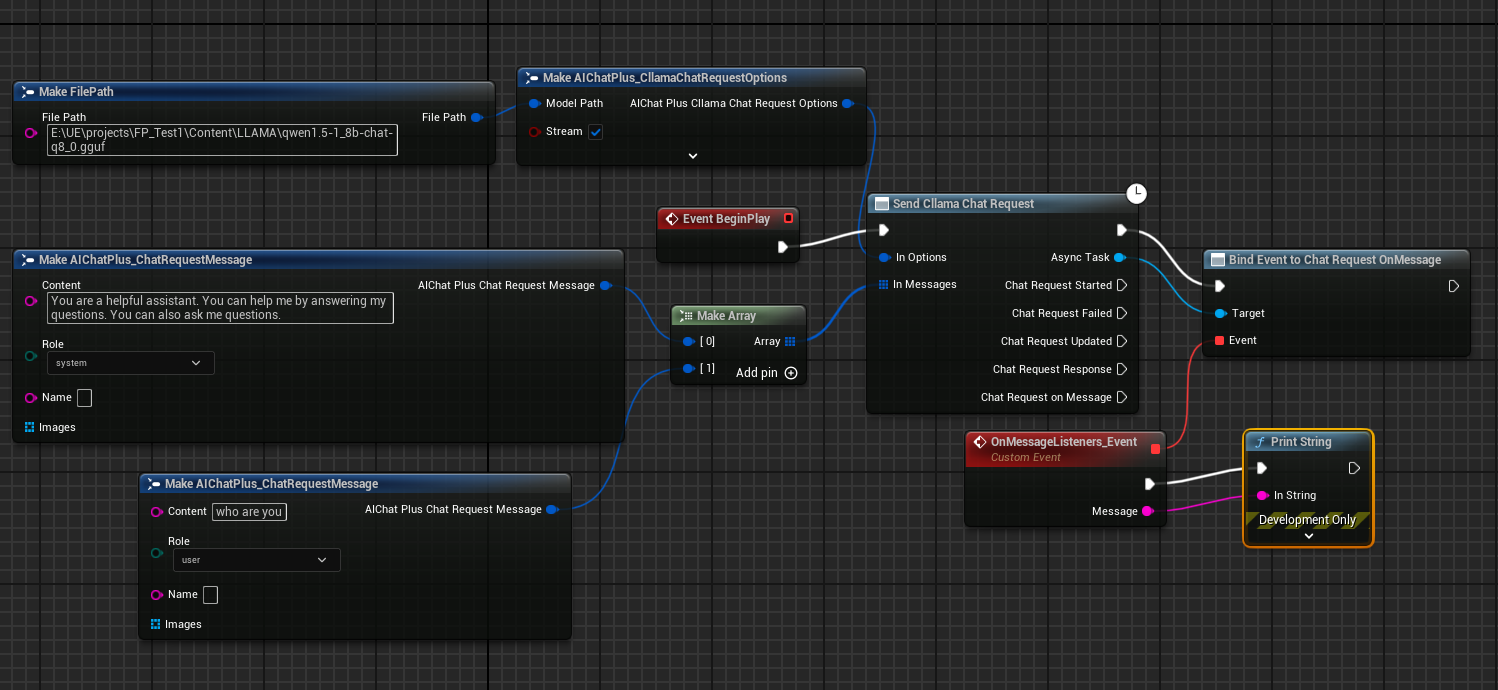 Make FilePath
File Path
E:\UE\projects\FP_Test1\Content\LLAMA\qwen1.5-1_8b-chat-
q8_0.gguf
File Path
Make AIChatPlus_CllamaChatRequestOptions
Model Path
AIChat Plus Cllama Chat Request Options
Stream
Event BeginPlay
Send Cllama Chat Request
In Options
Async Task
In Messages
Chat Request Started
Chat Request Failed
Chat Request Updated
Chat Request Response
Chat Request on Message
Bind Event to Chat Request OnMessage
Target
Event
Make AIChatPlus_ChatRequestMessage
Content
AIChat Plus Chat Request Message
You are a helpful assistant. You can help me by answering my
questions. You can also ask me questions.
Role
system
Name
Images
Make Array
[ 0]
Array
[ 1]
Add pin
OnMessageListeners_Event
Custom Event
Message
Print String
In String
Development Only
Make AIChatPlus_ChatRequestMessage
Content
who are you
AIChat Plus Chat Request Message
Role
user
Name
Images